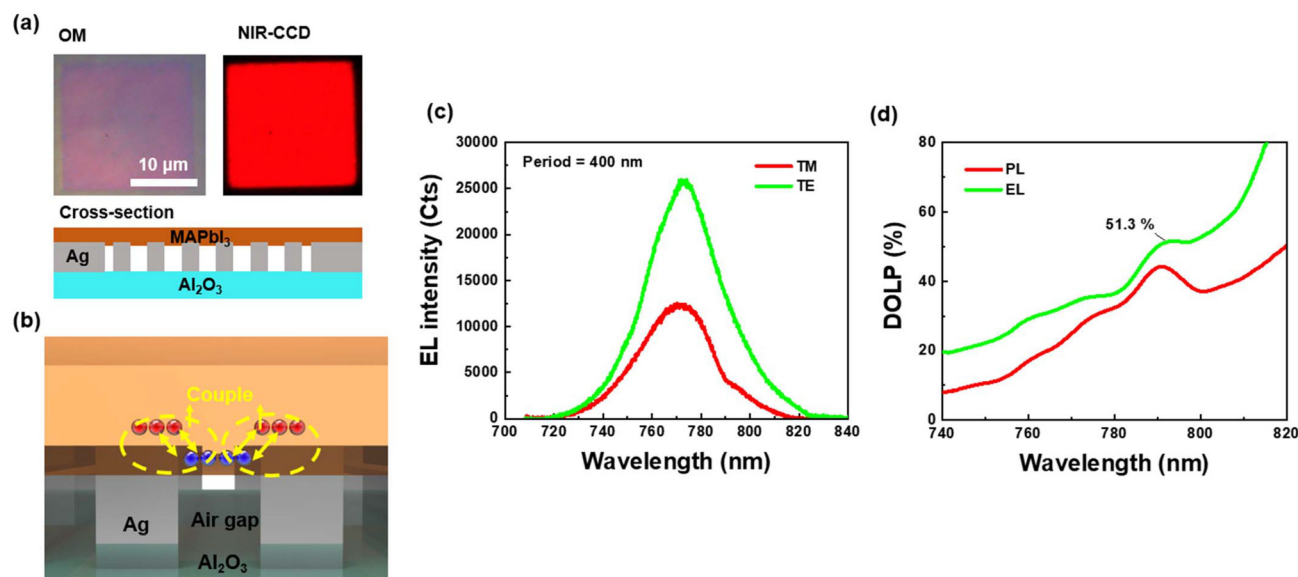 (a)
OM
NIR-CCD
10 µm
Cross-section
MAPbI₃
Ag
Al₂O₃
(b)
Couple
Ag
Air gap
Al₂O₃
(c)
30000
25000
20000
15000
10000
5000
0
EL intensity (Cts)
Period = 400 nm
TM
TE
700 720 740 760 780 800 820 840
Wavelength (nm)
(d)
80
60
40
20
0
DOLP (%)
PL
EL
51.3 %
740 760 780 800 820
Wavelength (nm)